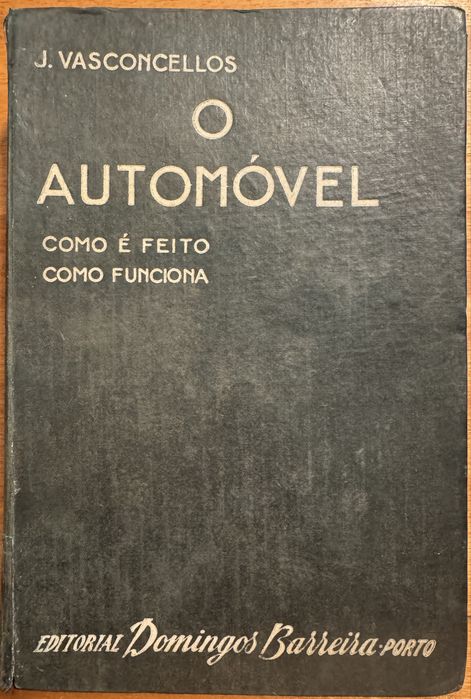 J. VASCONCELLOS
O
AUTOMÓVEL
COMO É FEITO
COMO FUNCIONA
EDITORIAL Domingos Barreira-PORTO